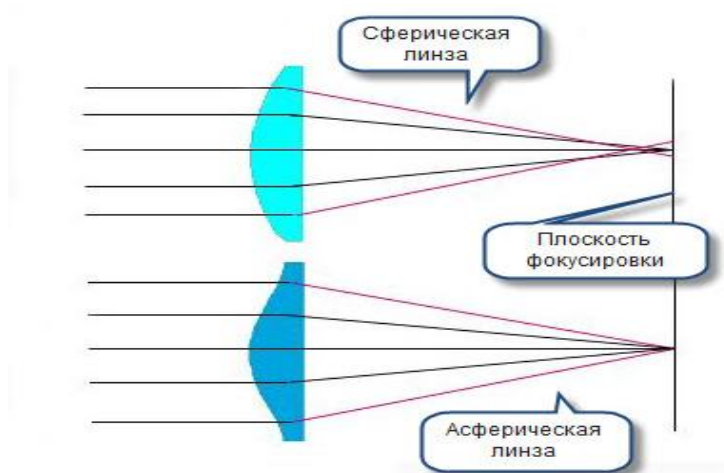 Сферическая
линза
Плоскость
фокусировки
Асферическая
линза